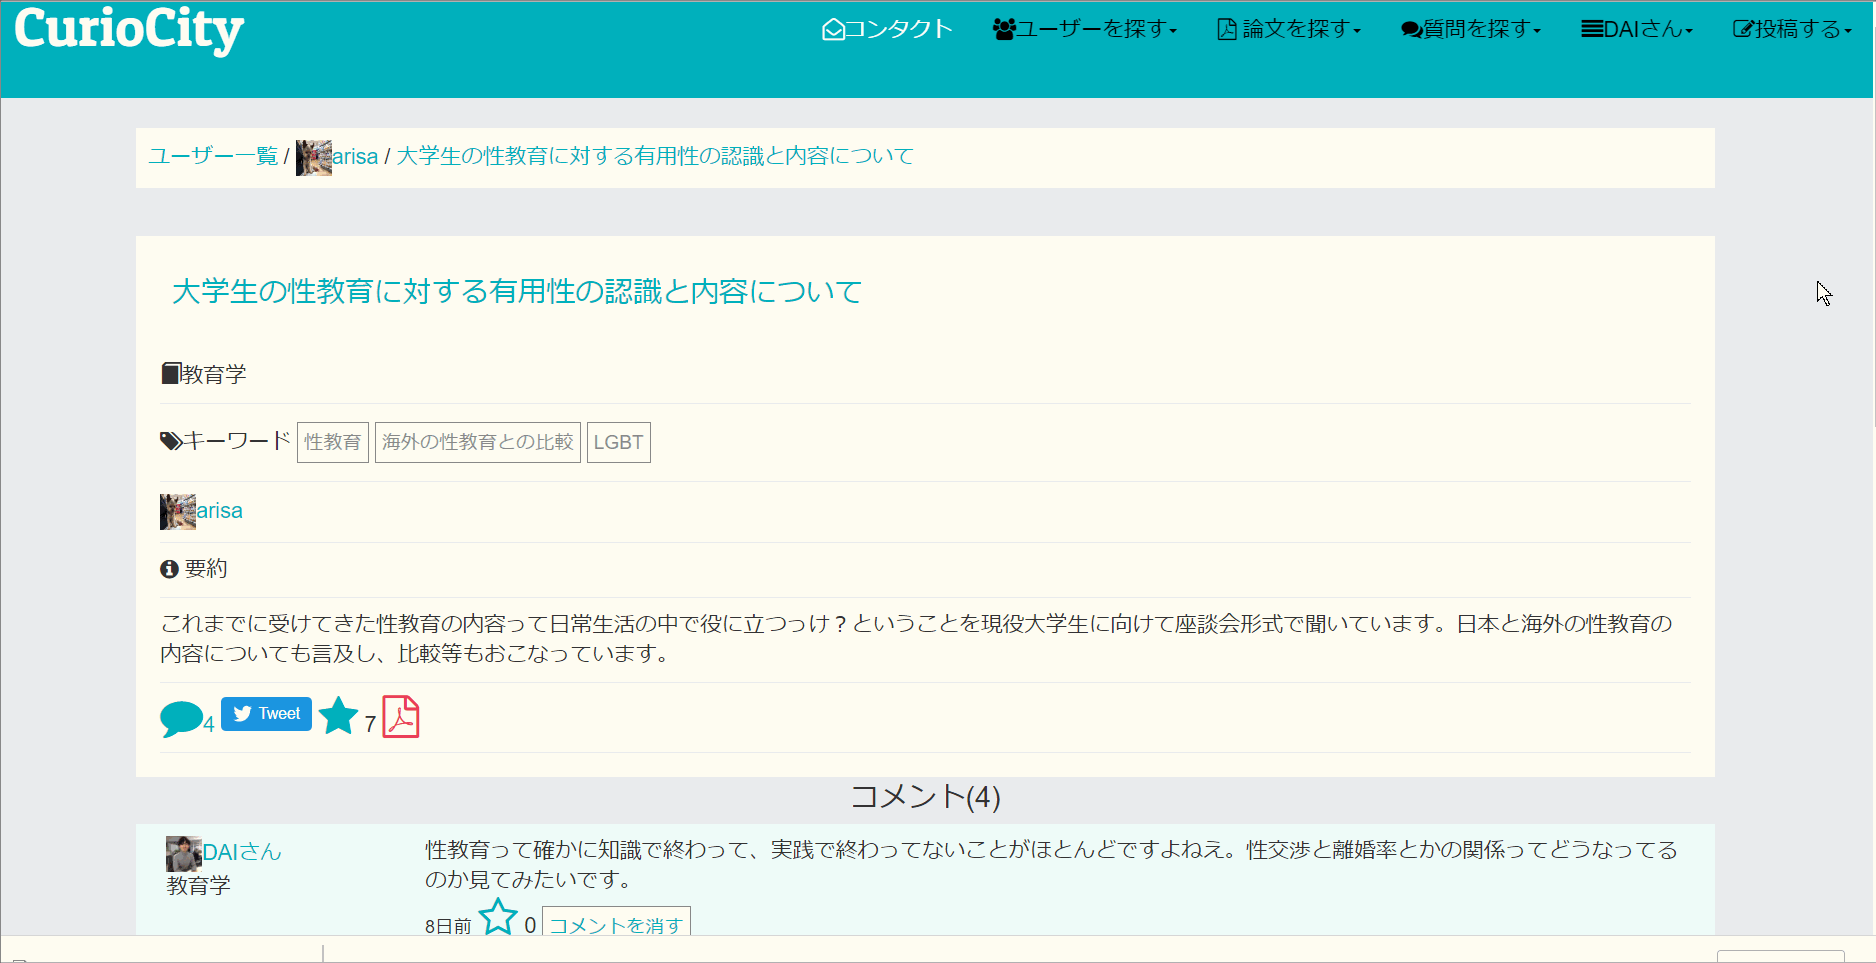 CurioCity
コンタクト ユーザーを探す 論文を探す 質問を探す DAIさん 投稿する
ユーザー一覧 / arisa / 大学生の性教育に対する有用性の認識と内容について
大学生の性教育に対する有用性の認識と内容について
教育学
キーワード 性教育 海外の性教育との比較 LGBT
arisa
要約
これまでに受けてきた性教育の内容って日常生活の中で役に立つっけ？ということを現役大学生に向けて座談会形式で聞いています。日本と海外の性教育の
内容についても言及し、比較等もおこなっています。
4 Tweet 7
コメント(4)
DAIさん
教育学
性教育って確かに知識で終わって、実践で終わってないことがほとんどですよねえ。性交渉と離婚率とかの関係ってどうなってる
のか見てみたいです。
8日前 0 コメントを消す